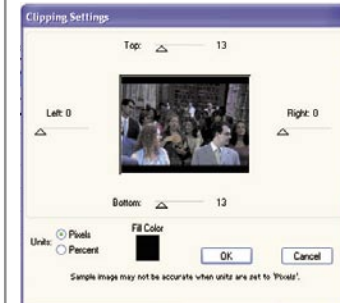 Clipping Settings
Top: 13
Left: 0
Right: 0
Bottom: 13
Units: Pixels
Percent
Fill Color
OK
Cancel
Sample image may not be accurate when units are set to 'Pixels'.